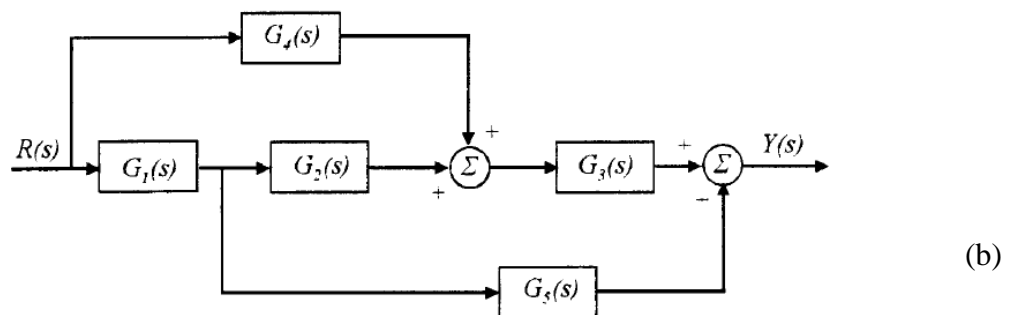 G₄(s)
+
R(s) G₁(s) G₂(s) Σ G₃(s) + Σ Y(s)
+ −
(b)
G₅(s)